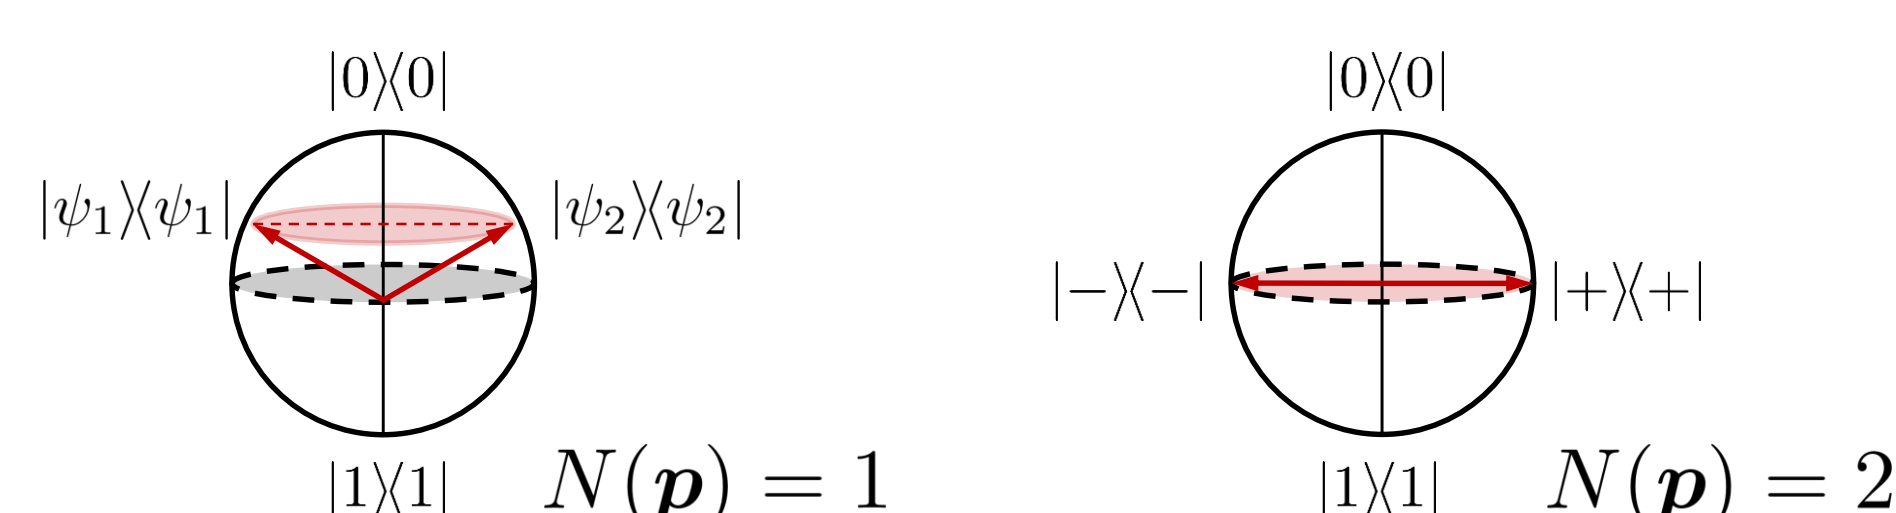 |0⟩⟨0| |0⟩⟨0|
|ψ₁⟩⟨ψ₁| |ψ₂⟩⟨ψ₂|
|−⟩⟨−| |+⟩⟨+|
|1⟩⟨1| N(p) = 1 |1⟩⟨1| N(p) = 2